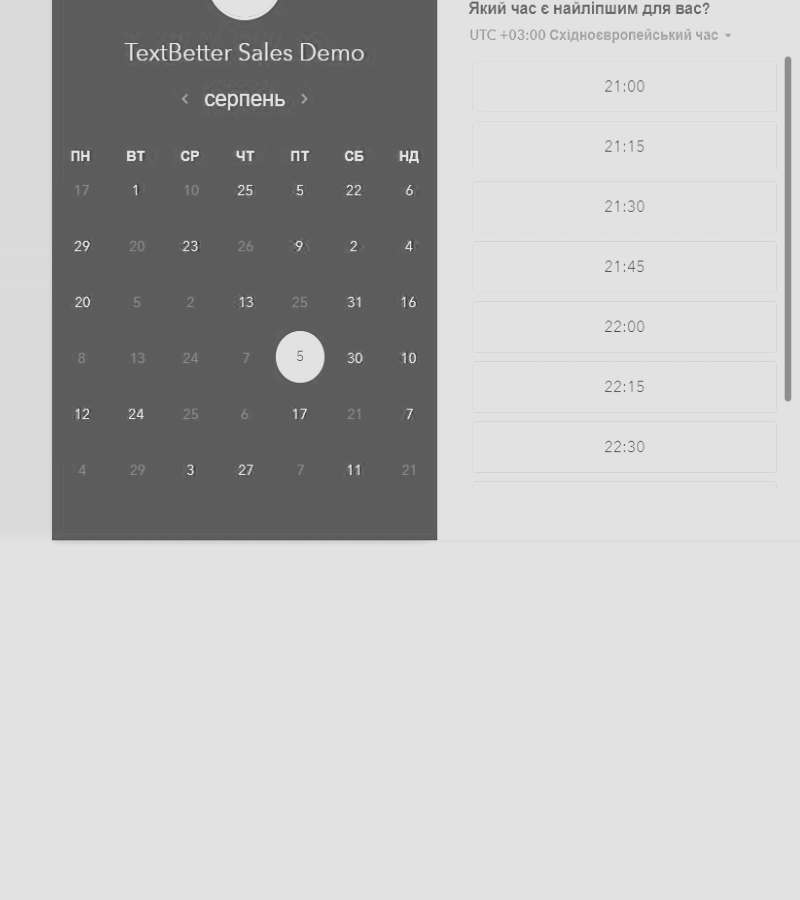 TextBetter Sales Demo
серпень
ПН ВТ СР ЧТ ПТ СБ НД
17 1 10 25 5 22 6
29 20 23 26 9 2 4
20 5 2 13 25 31 16
8 13 24 7 5 30 10
12 24 25 6 17 21 7
4 29 3 27 7 11 21
Який час є найліпшим для вас?
UTC +03:00 Східноєвропейський час
21:00
21:15
21:30
21:45
22:00
22:15
22:30